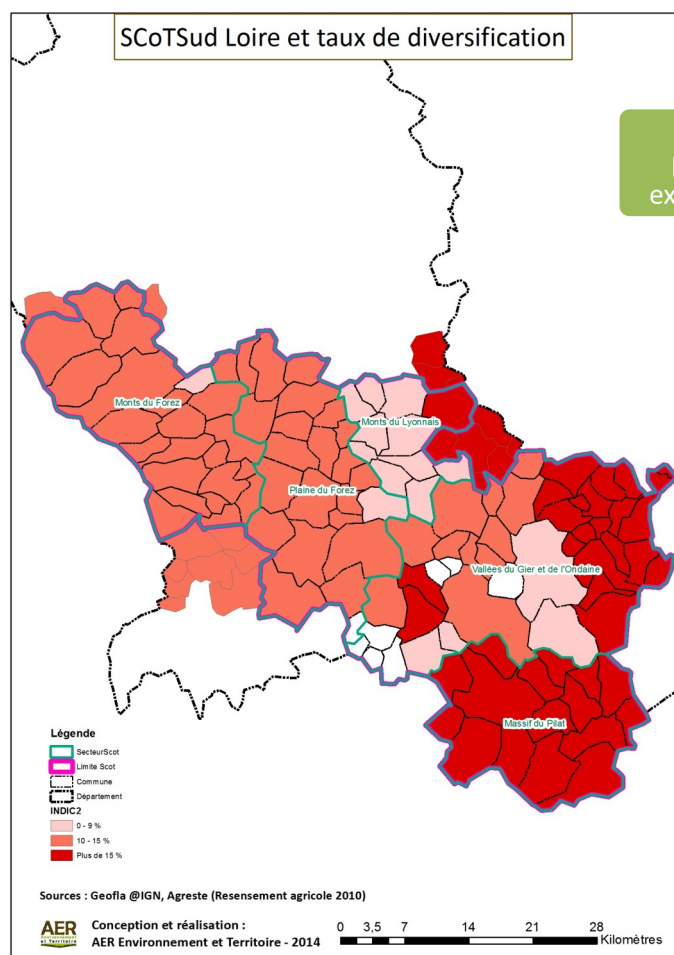 SCoTSud Loire et taux de diversification
ex
Monts du Forez
Monts du Lyonnais
Plaine du Forez
Vallées du Gier et de l'Ondaine
Massif du Pilat
Légende
SecteurScot
Limite Scot
Commune
Département
INDIC2
0 - 9 %
10 - 15 %
Plus de 15 %
Sources : Geofla @IGN, Agreste (Resensement agricole 2010)
AER
Environnement
et Territoire
Conception et réalisation :
AER Environnement et Territoire - 2014
0 3,5 7 14 21 28
Kilomètres